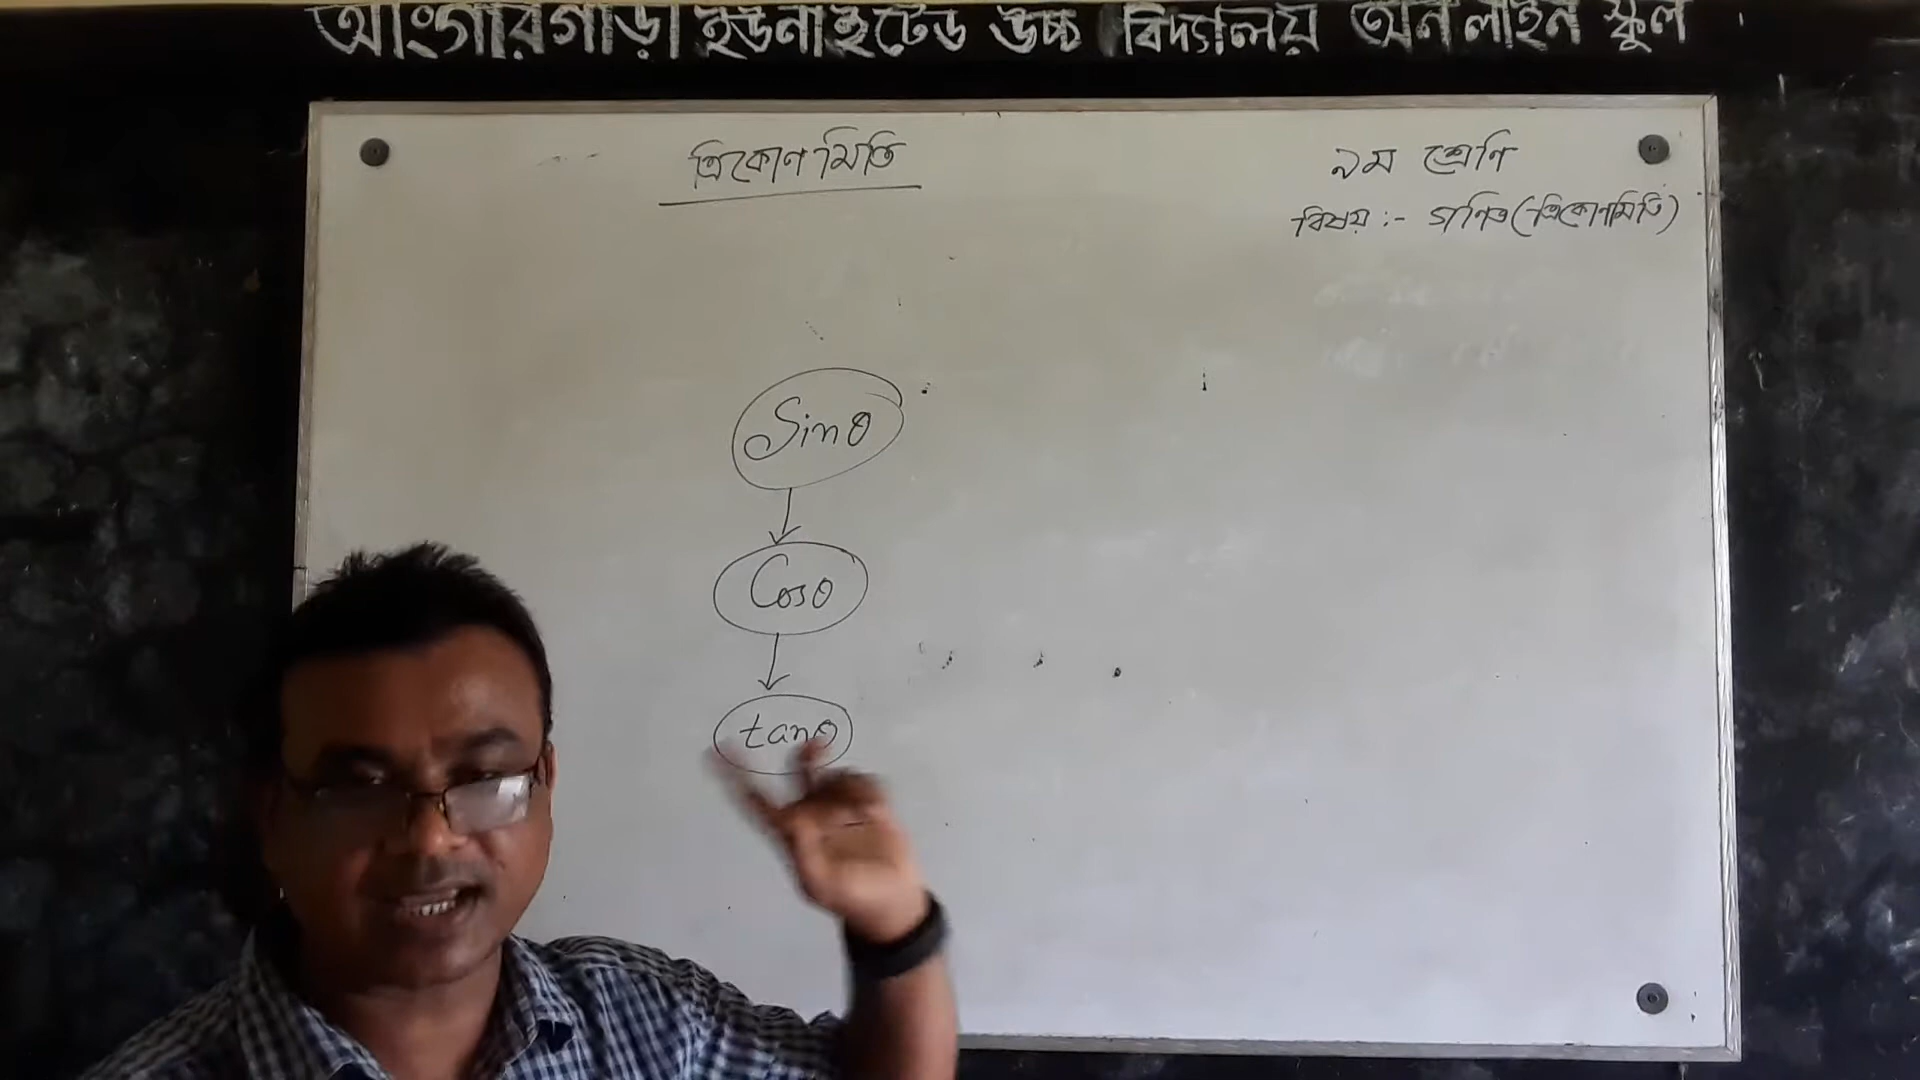 আংগারগাড়া ইউনাইটেড উচ্চ বিদ্যালয় অনলাইন স্কুল
ত্রিকোণমিতি
৯ম শ্রেণি
বিষয় :- গণিত (ত্রিকোণমিতি)
Sinθ
Cosθ
tanθ